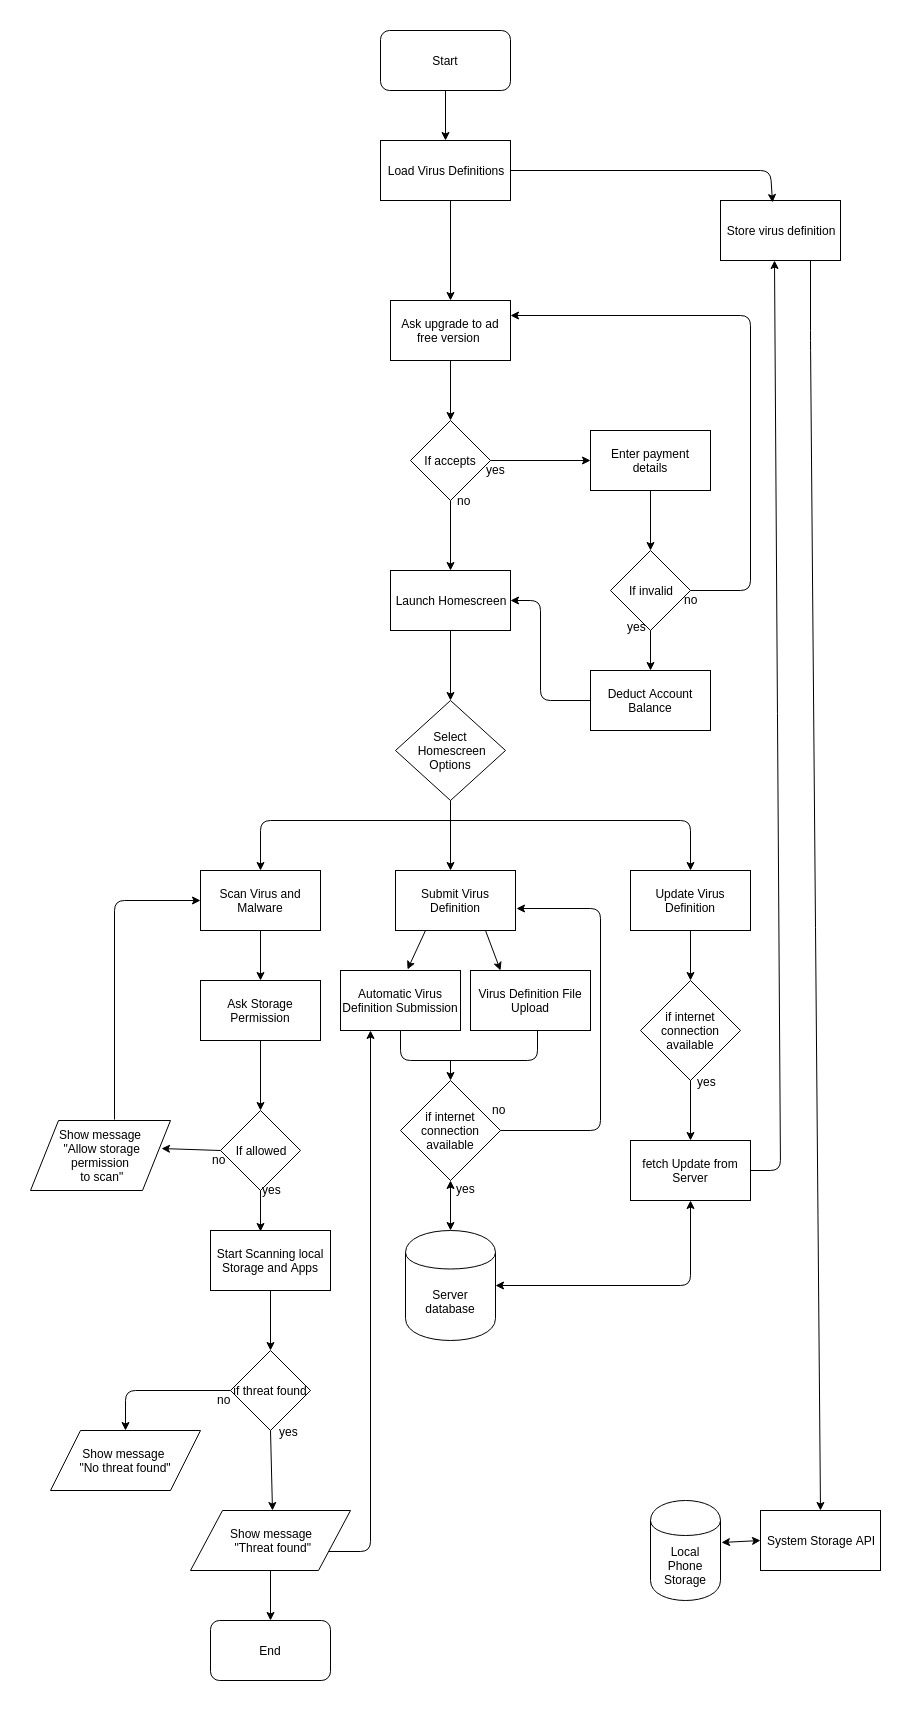 Start
Load Virus Definitions
Store virus definition
Ask upgrade to ad
free version
If accepts
yes
no
Enter payment
details
If invalid
no
yes
Launch Homescreen
Deduct Account
Balance
Select
Homescreen
Options
Scan Virus and
Malware
Submit Virus
Definition
Update Virus
Definition
Ask Storage
Permission
Automatic Virus
Definition Submission
Virus Definition File
Upload
if internet
connection
available
yes
if internet
connection
available
no
yes
Show message
"Allow storage
permission
to scan"
If allowed
no
yes
fetch Update from
Server
Start Scanning local
Storage and Apps
Server
database
if threat found
no
yes
Show message
"No threat found"
Show message
"Threat found"
Local
Phone
Storage
System Storage API
End